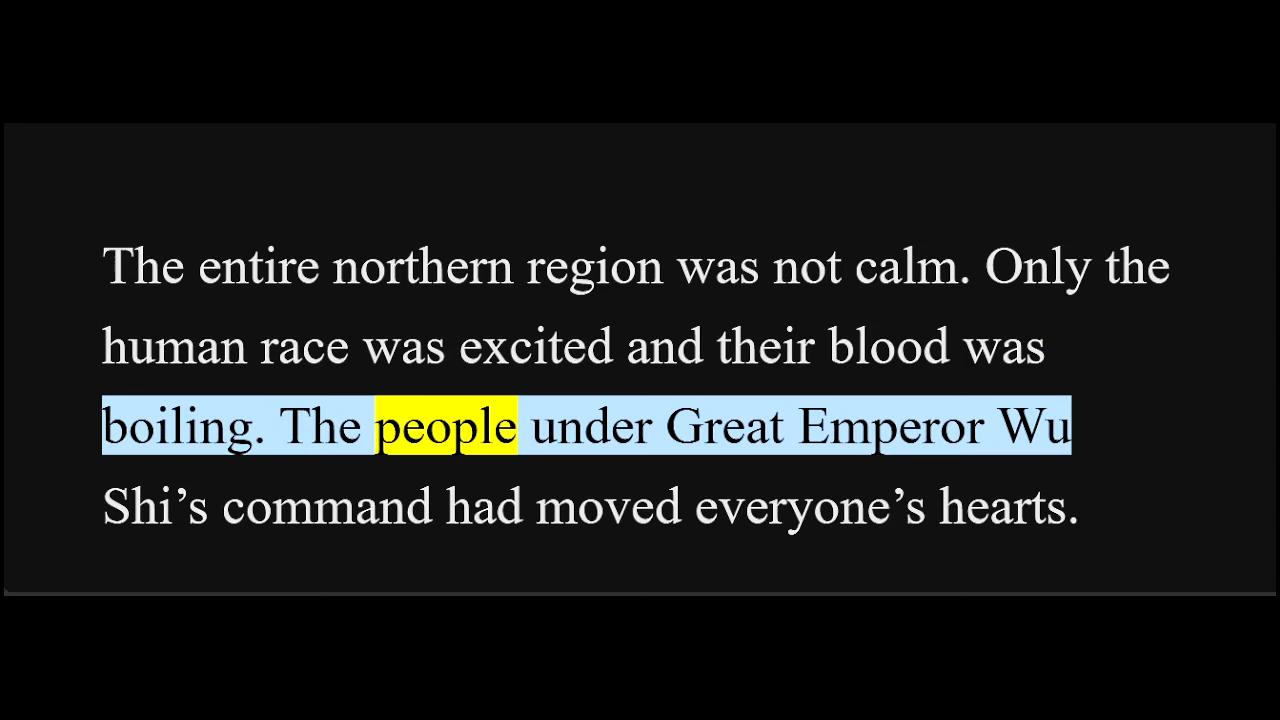 The entire northern region was not calm. Only the
human race was excited and their blood was
boiling. The people under Great Emperor Wu
Shi’s command had moved everyone’s hearts.